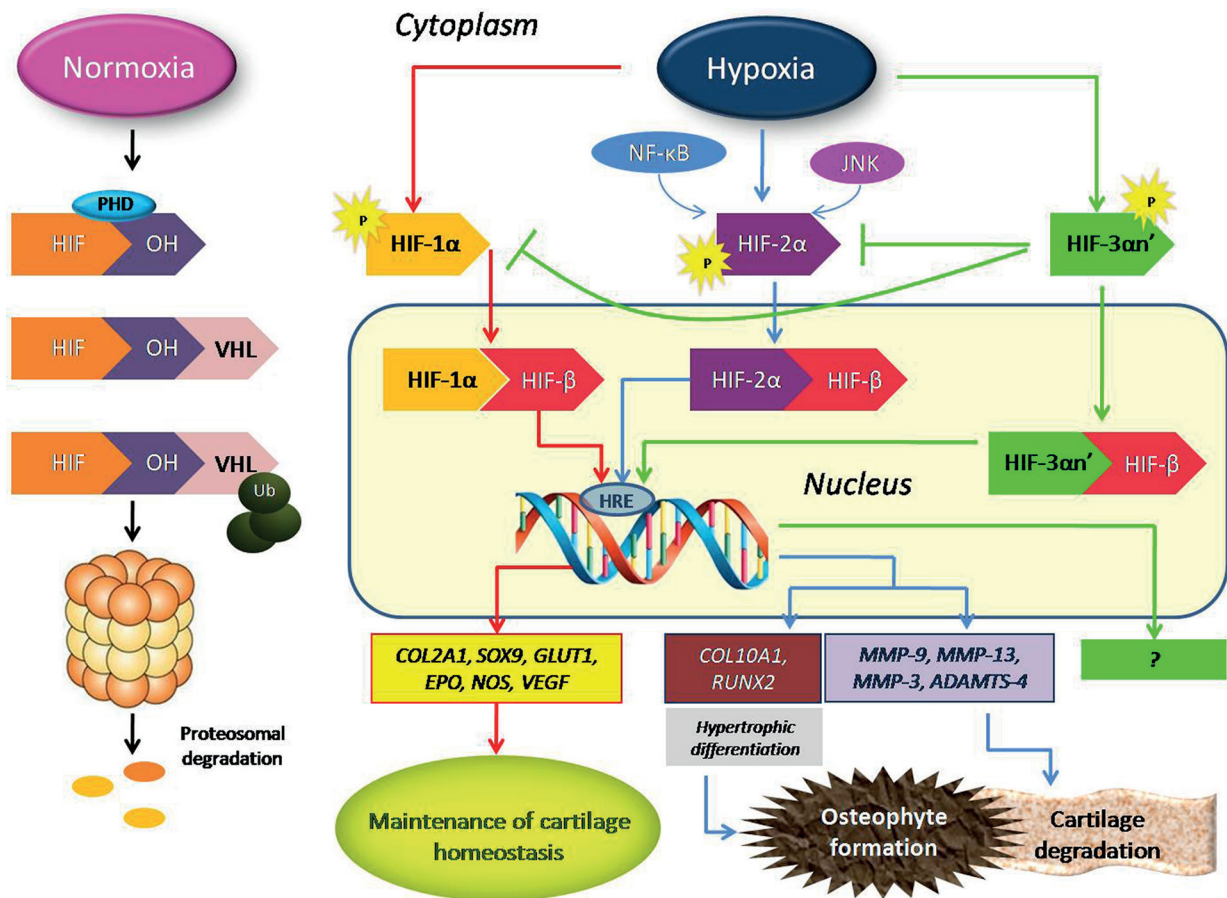 Normoxia
PHD
HIF OH
HIF OH VHL
HIF OH VHL
Ub
Proteosomal
degradation
Cytoplasm
Hypoxia
NF-κB
JNK
P
HIF-1α
P
HIF-2α
P
HIF-3αn′
HIF-1α HIF-β
HIF-2α HIF-β
HIF-3αn′ HIF-β
HRE
Nucleus
COL2A1, SOX9, GLUT1,
EPO, NOS, VEGF
COL10A1,
RUNX2
MMP-9, MMP-13,
MMP-3, ADAMTS-4
?
Hypertrophic
differentiation
Maintenance of cartilage
homeostasis
Osteophyte
formation
Cartilage
degradation